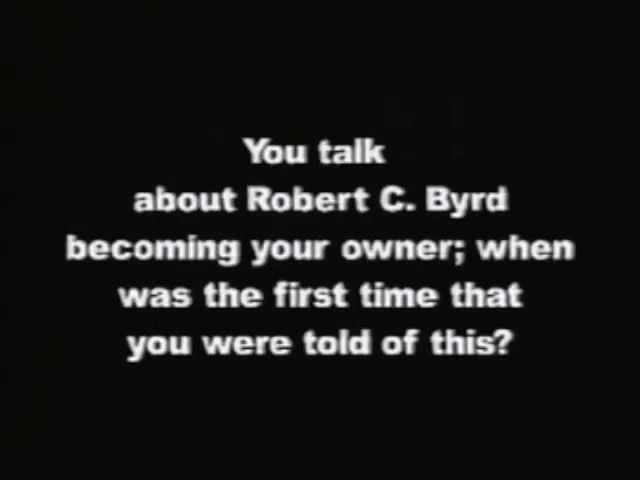 You talk
about Robert C. Byrd
becoming your owner; when
was the first time that
you were told of this?